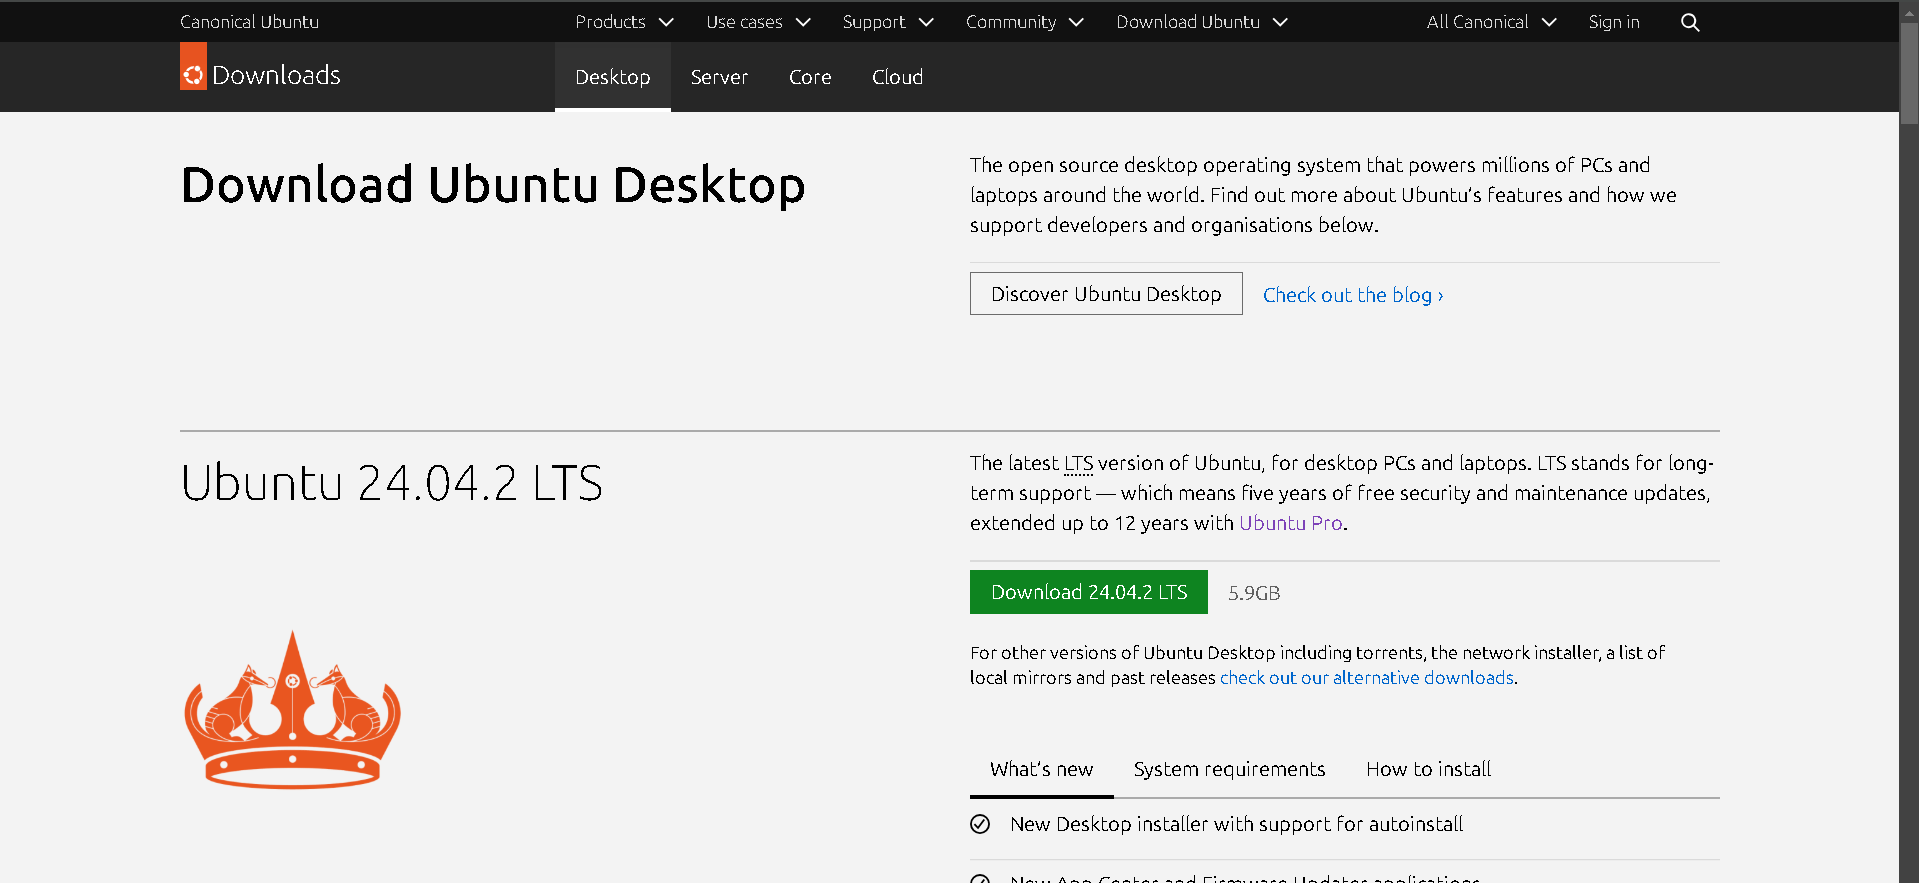 Canonical Ubuntu
Products
Use cases
Support
Community
Download Ubuntu
All Canonical
Sign in
Downloads
Desktop
Server
Core
Cloud
Download Ubuntu Desktop
The open source desktop operating system that powers millions of PCs and
laptops around the world. Find out more about Ubuntu's features and how we
support developers and organisations below.
Discover Ubuntu Desktop
Check out the blog ›
Ubuntu 24.04.2 LTS
The latest LTS version of Ubuntu, for desktop PCs and laptops. LTS stands for long-
term support — which means five years of free security and maintenance updates,
extended up to 12 years with Ubuntu Pro.
Download 24.04.2 LTS
5.9GB
For other versions of Ubuntu Desktop including torrents, the network installer, a list of
local mirrors and past releases check out our alternative downloads.
What's new
System requirements
How to install
New Desktop installer with support for autoinstall
New App Center and Firmware Updater applications